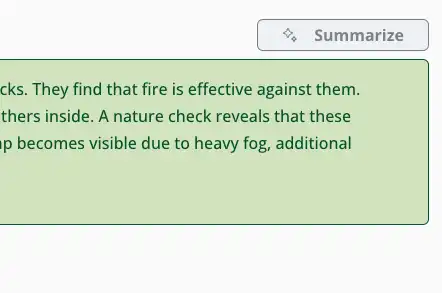 Summarize
cks. They find that fire is effective against them.
thers inside. A nature check reveals that these
becomes visible due to heavy fog, additional